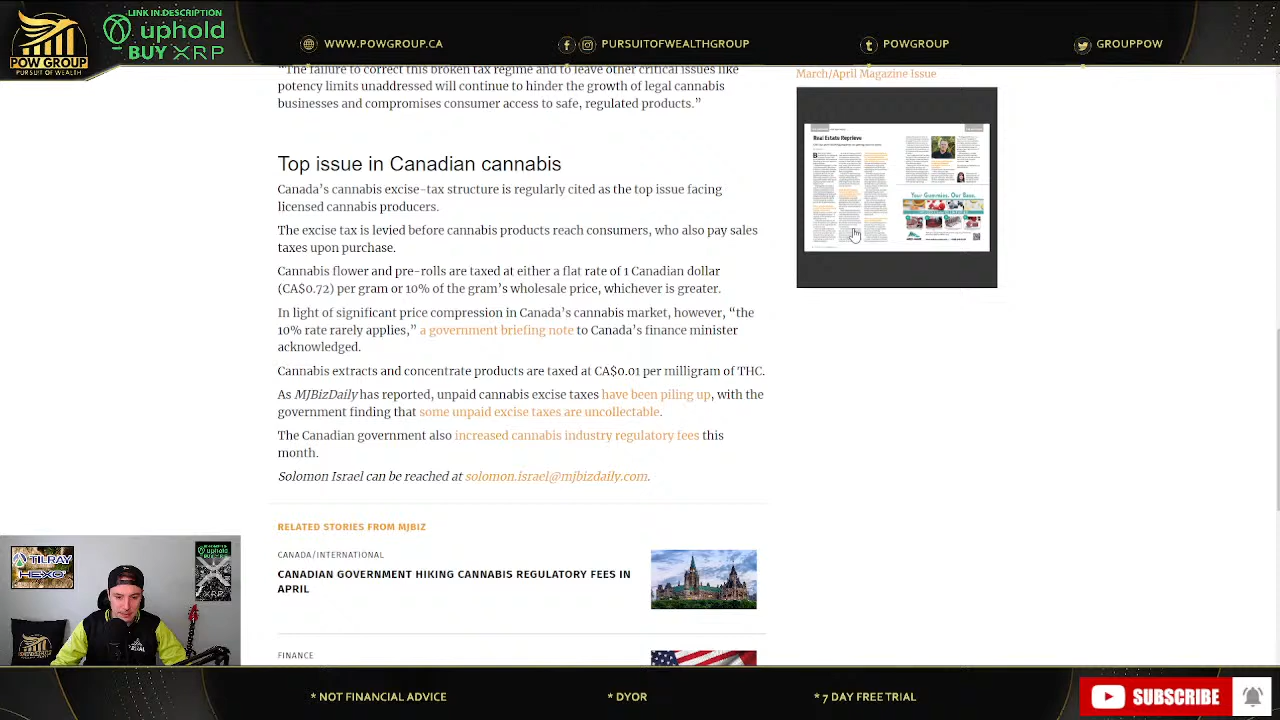 LINK IN DESCRIPTION
uphold
BUY XRP
POW GROUP
PURSUIT OF WEALTH
WWW.POWGROUP.CA
PURSUITOFWEALTHGROUP
POWGROUP
GROUPPOW
"The failure to correct this broken tax regime and to leave other critical issues like
potency limits unaddressed will continue to hinder the growth of legal cannabis
businesses and compromises consumer access to safe, regulated products."
March/April Magazine Issue
Real Estate Reprieve
Your Gummies. Our Ease.
Top issue in Canadian cannabis
Canada's cannabis excise tax structure is regularly cited as the top issue facing
licensed cannabis producers.
The excise tax is applied before cannabis products reach consumers, who also pay sales
taxes upon purchase.
Cannabis flower and pre-rolls are taxed at either a flat rate of 1 Canadian dollar
(CA$0.72) per gram or 10% of the gram's wholesale price, whichever is greater.
In light of significant price compression in Canada's cannabis market, however, "the
10% rate rarely applies," a government briefing note to Canada's finance minister
acknowledged.
Cannabis extracts and concentrate products are taxed at CA$0.01 per milligram of THC.
As MJBizDaily has reported, unpaid cannabis excise taxes have been piling up, with the
government finding that some unpaid excise taxes are uncollectable.
The Canadian government also increased cannabis industry regulatory fees this
month.
Solomon Israel can be reached at solomon.israel@mjbizdaily.com.
RELATED STORIES FROM MJBIZ
CANADA/INTERNATIONAL
CANADIAN GOVERNMENT HIKING CANNABIS REGULATORY FEES IN
APRIL
FINANCE
TILRAY
HEXO
uphold
XRP
* NOT FINANCIAL ADVICE
* DYOR
* 7 DAY FREE TRIAL
SUBSCRIBE